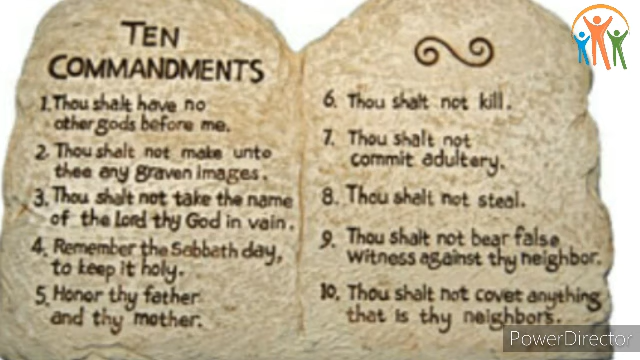 TEN
COMMANDMENTS
1. Thou shalt have no
other gods before me.
2. Thou shalt not make unto
thee any graven images.
3. Thou shalt not take the name
of the Lord thy God in vain.
4. Remember the Sabbath day,
to keep it holy.
5. Honor thy father
and thy mother.
6. Thou shalt not kill.
7. Thou shalt not
commit adultery.
8. Thou shalt not steal.
9. Thou shalt not bear false
witness against thy neighbor.
10. Thou shalt not covet anything
that is thy neighbors.
PowerDirector